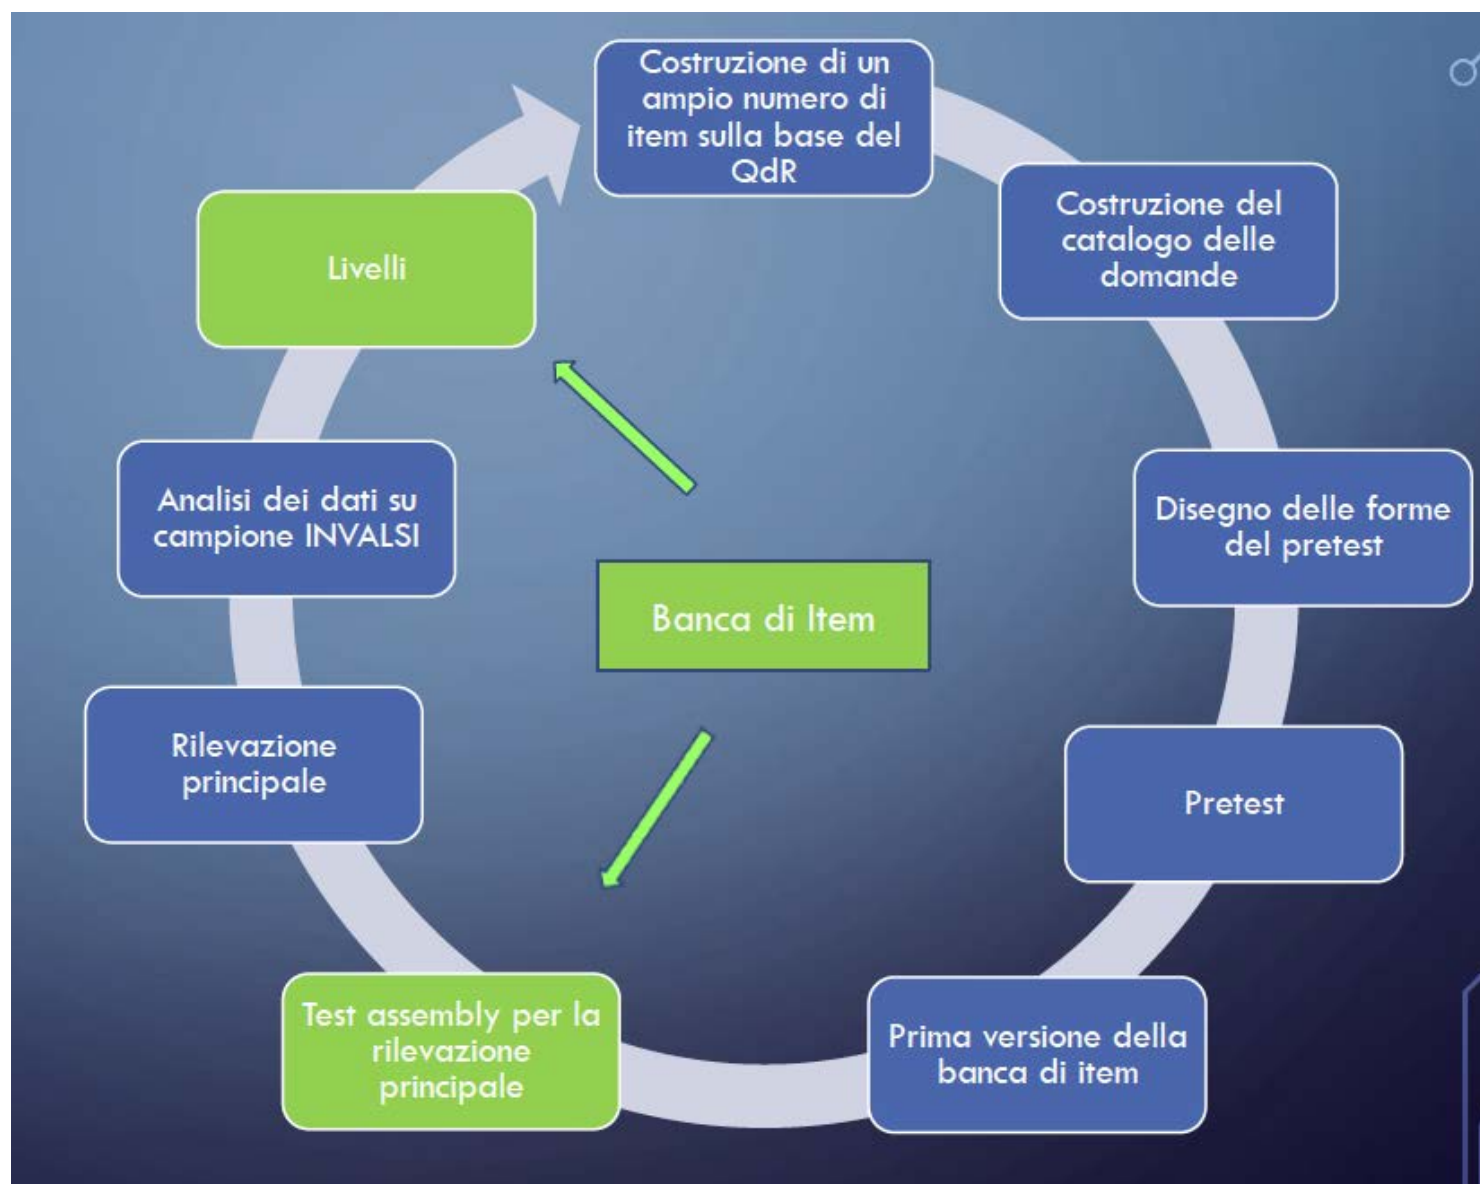 Costruzione di un
ampio numero di
item sulla base del
QdR
Costruzione del
catalogo delle
domande
Disegno delle forme
del pretest
Pretest
Prima versione della
banca di item
Test assembly per la
rilevazione
principale
Rilevazione
principale
Analisi dei dati su
campione INVALSI
Livelli
Banca di Item